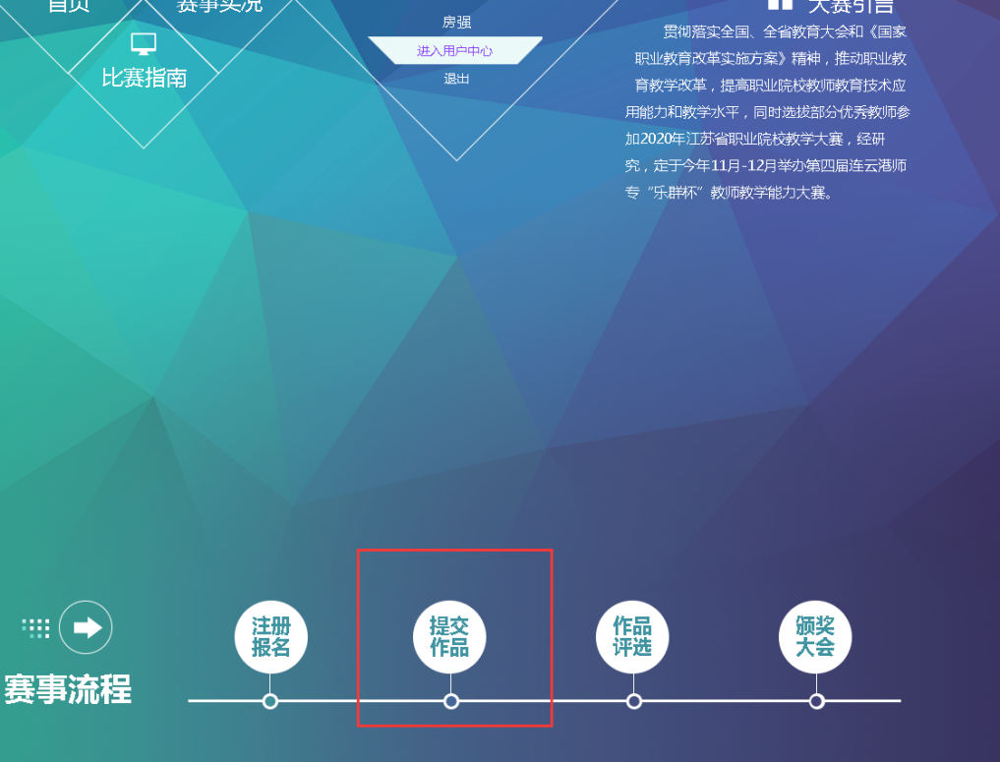 首页
赛事实况
比赛指南
房强
进入用户中心
退出
大赛引言
贯彻落实全国、全省教育大会和《国家
职业教育改革实施方案》精神，推动职业教
育教学改革，提高职业院校教师教育技术应
用能力和教学水平，同时选拔部分优秀教师参
加2020年江苏省职业院校教学大赛，经研
究，定于今年11月-12月举办第四届连云港师
专“乐群杯”教师教学能力大赛。
赛事流程
注册
报名
提交
作品
作品
评选
颁奖
大会